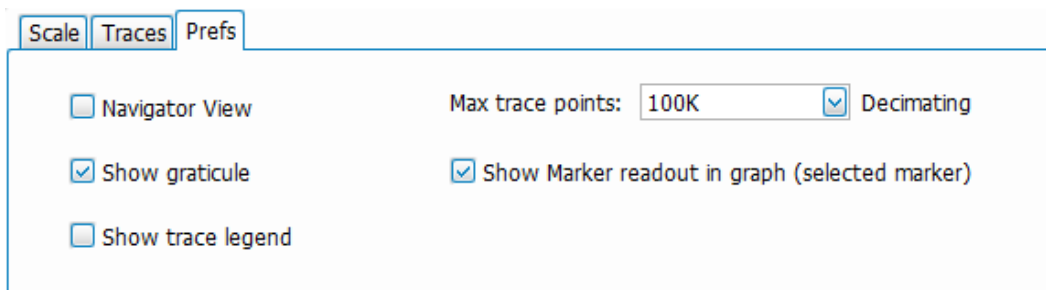 Scale Traces Prefs
Navigator View Max trace points: 100K Decimating
Show graticule Show Marker readout in graph (selected marker)
Show trace legend